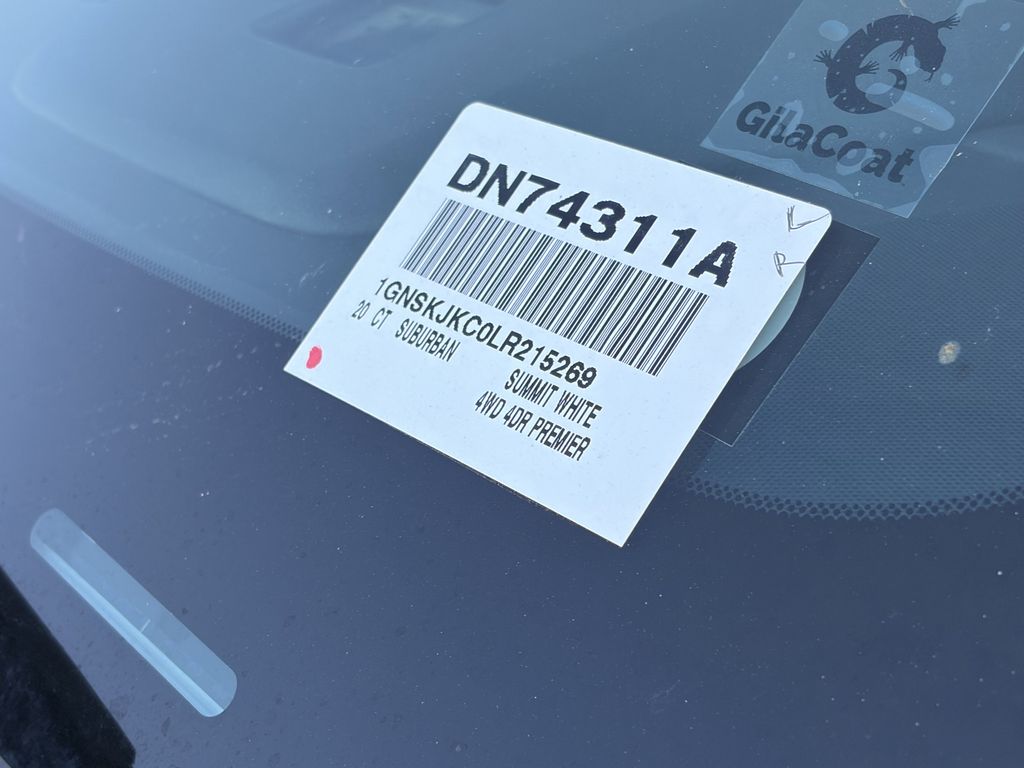 GilaCoat
DN74311A
1GNSKJKC0LR215269
20 CT SUBURBAN
SUMMIT WHITE
4WD 4DR PREMIER